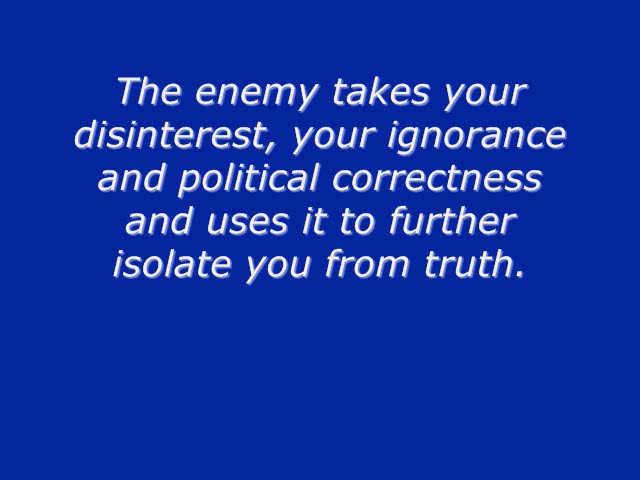 The enemy takes your
disinterest, your ignorance
and political correctness
and uses it to further
isolate you from truth.